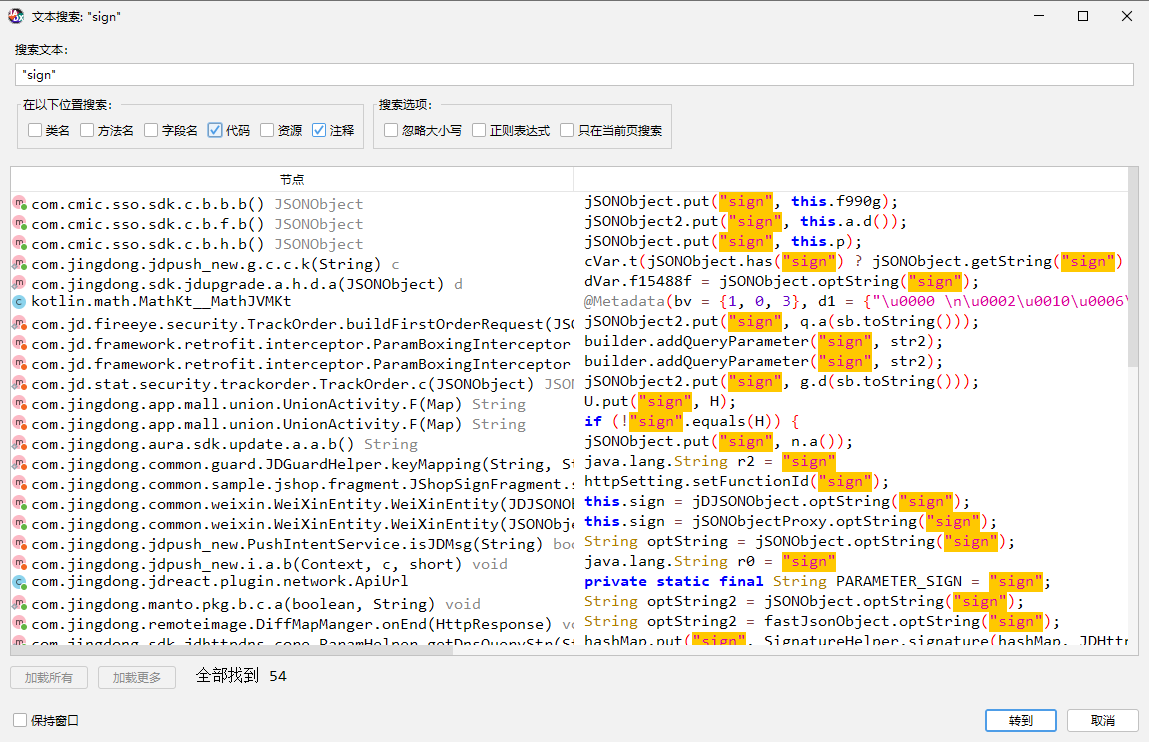 文本搜索: "sign"
搜索文本:
"sign"
在以下位置搜索:
类名 方法名 字段名 代码 资源 注释
搜索选项:
忽略大小写 正则表达式 只在当前页搜索
节点
com.cmic.sso.sdk.c.b.b.b() JSONObject jSONObject.put("sign", this.f990g);
com.cmic.sso.sdk.c.b.f.b() JSONObject jSONObject2.put("sign", this.a.d());
com.cmic.sso.sdk.c.b.h.b() JSONObject jSONObject.put("sign", this.p);
com.jingdong.jdpush_new.g.c.c.k(String) c cVar.t(jSONObject.has("sign") ? jSONObject.getString("sign")
com.jingdong.sdk.jdupgrade.a.h.d.a(JSONObject) d dVar.f15488f = jSONObject.optString("sign");
kotlin.math.MathKt__MathJVMKt @Metadata(bv = {1, 0, 3}, d1 = {"\u0000 \n\u0002\u0010\u0006\
com.jd.fireeye.security.TrackOrder.buildFirstOrderRequest(JSO jSONObject2.put("sign", q.a(sb.toString()));
com.jd.framework.retrofit.interceptor.ParamBoxingInterceptor builder.addQueryParameter("sign", str2);
com.jd.framework.retrofit.interceptor.ParamBoxingInterceptor builder.addQueryParameter("sign", str2);
com.jd.stat.security.trackorder.TrackOrder.c(JSONObject) JSON jSONObject2.put("sign", g.d(sb.toString()));
com.jingdong.app.mall.union.UnionActivity.F(Map) String U.put("sign", H);
com.jingdong.app.mall.union.UnionActivity.F(Map) String if (!"sign".equals(H)) {
com.jingdong.aura.sdk.update.a.a.b() String jSONObject.put("sign", n.a());
com.jingdong.common.guard.JDGuardHelper.keyMapping(String, St java.lang.String r2 = "sign"
com.jingdong.common.sample.jshop.fragment.JShopSignFragment.s httpSetting.setFunctionId("sign");
com.jingdong.common.weixin.WeiXinEntity.WeiXinEntity(JDJSONOb this.sign = jDJSONObject.optString("sign");
com.jingdong.common.weixin.WeiXinEntity.WeiXinEntity(JSONObje this.sign = jSONObjectProxy.optString("sign");
com.jingdong.jdpush_new.PushIntentService.isJDMsg(String) boo String optString = jSONObject.optString("sign");
com.jingdong.jdpush_new.i.a.b(Context, c, short) void java.lang.String r0 = "sign"
com.jingdong.jdreact.plugin.network.ApiUrl private static final String PARAMETER_SIGN = "sign";
com.jingdong.manto.pkg.b.c.a(boolean, String) void String optString2 = jSONObject.optString("sign");
com.jingdong.remoteimage.DiffMapManger.onEnd(HttpResponse) vo String optString2 = fastJsonObject.optString("sign");
com.jingdong.sdk.jdhttpdns.core.ParamHelper.getDnsQueryStr(St hashMap.put("sign", SignatureHelper.signature(hashMap, JDHttr
加载所有 加载更多 全部找到 54
保持窗口 转到 取消